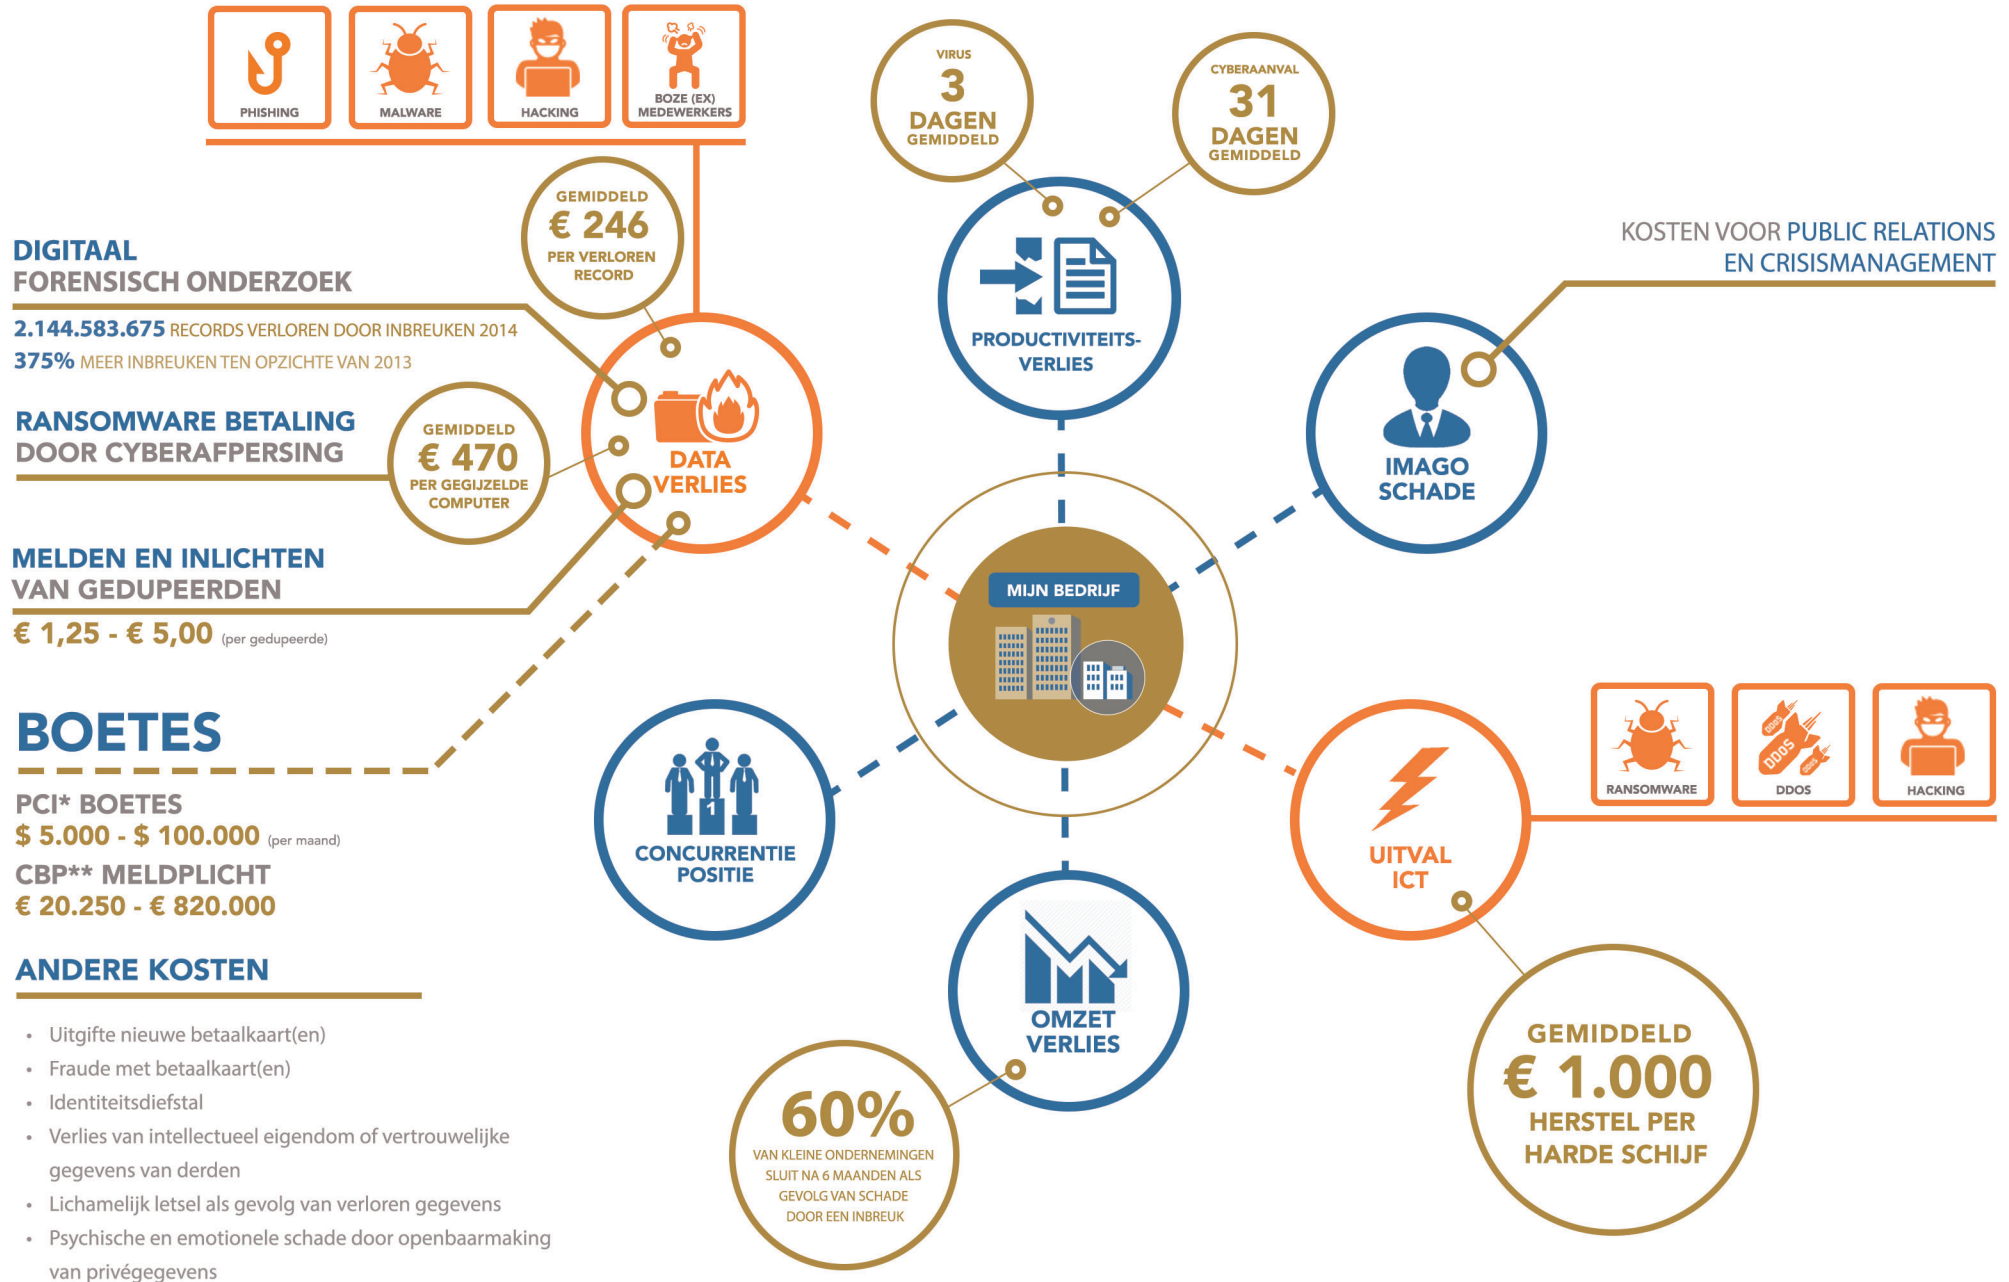 PHISHING
MALWARE
HACKING
BOZE (EX)
MEDEWERKERS
VIRUS
3
DAGEN
GEMIDDELD
CYBERAANVAL
31
DAGEN
GEMIDDELD
GEMIDDELD
€ 246
PER VERLOREN
RECORD
DIGITAAL
FORENSISCH ONDERZOEK
2.144.583.675 RECORDS VERLOREN DOOR INBREUKEN 2014
375% MEER INBREUKEN TEN OPZICHTE VAN 2013
RANSOMWARE BETALING
DOOR CYBERAFPERSING
GEMIDDELD
€ 470
PER GEGIJZELDE
COMPUTER
DATA
VERLIES
PRODUCTIVITEITS-
VERLIES
KOSTEN VOOR PUBLIC RELATIONS
EN CRISISMANAGEMENT
IMAGO
SCHADE
MELDEN EN INLICHTEN
VAN GEDUPEERDEN
€ 1,25 - € 5,00 (per gedupeerde)
MIJN BEDRIJF
BOETES
PCI* BOETES
$ 5.000 - $ 100.000 (per maand)
CBP** MELDPLICHT
€ 20.250 - € 820.000
1
CONCURRENTIE
POSITIE
UITVAL
ICT
RANSOMWARE
DDOS
DDOS
DDOS
DDOS
HACKING
ANDERE KOSTEN
• Uitgifte nieuwe betaalkaart(en)
• Fraude met betaalkaart(en)
• Identiteitsdiefstal
• Verlies van intellectueel eigendom of vertrouwelijke
gegevens van derden
• Lichamelijk letsel als gevolg van verloren gegevens
• Psychische en emotionele schade door openbaarmaking
van privégegevens
OMZET
VERLIES
60%
VAN KLEINE ONDERNEMINGEN
SLUIT NA 6 MAANDEN ALS
GEVOLG VAN SCHADE
DOOR EEN INBREUK
GEMIDDELD
€ 1.000
HERSTEL PER
HARDE SCHIJF